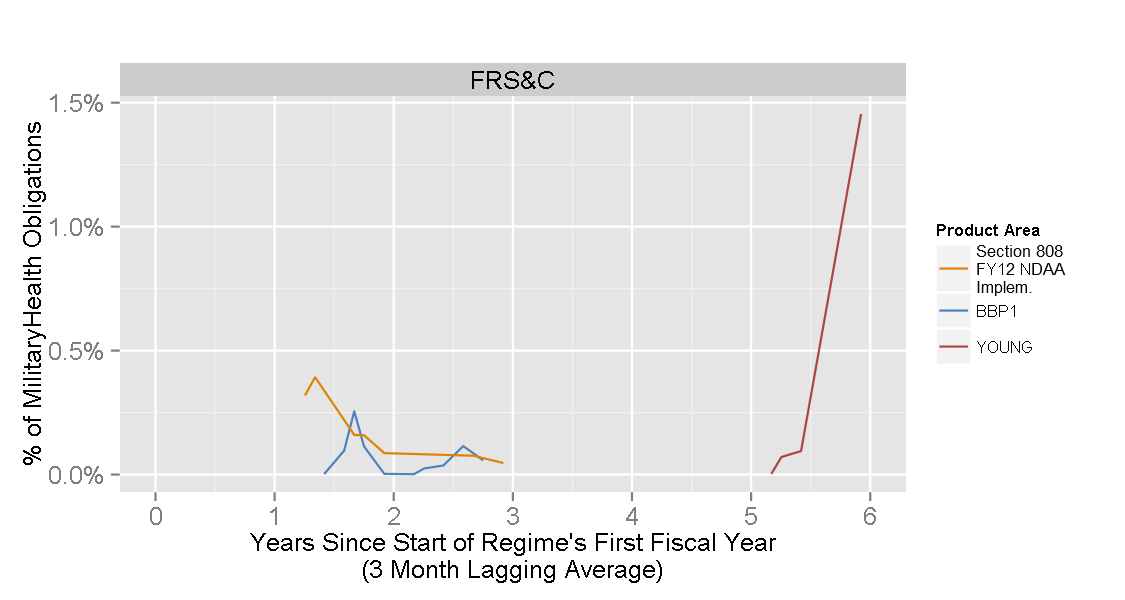 FRS&C
1.5%
1.0%
0.5%
0.0%
% of MilitaryHealth Obligations
0 1 2 3 4 5 6
Years Since Start of Regime's First Fiscal Year
(3 Month Lagging Average)
Product Area
Section 808
FY12 NDAA
Implem.
BBP1
YOUNG